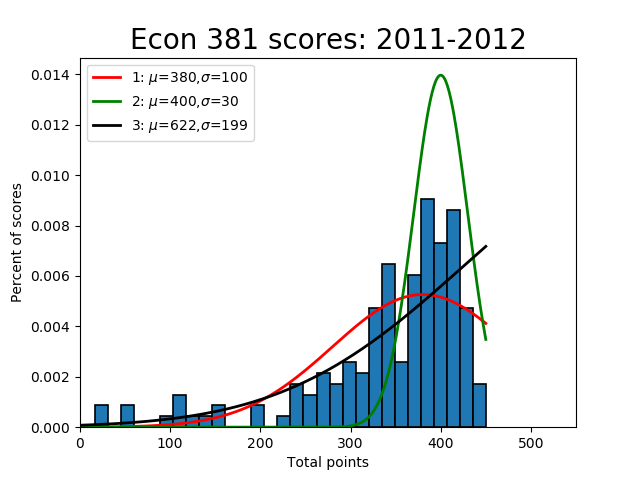 Econ 381 scores: 2011-2012
1: μ=380,σ=100
2: μ=400,σ=30
3: μ=622,σ=199
Percent of scores
0.014
0.012
0.010
0.008
0.006
0.004
0.002
0.000
0 100 200 300 400 500
Total points